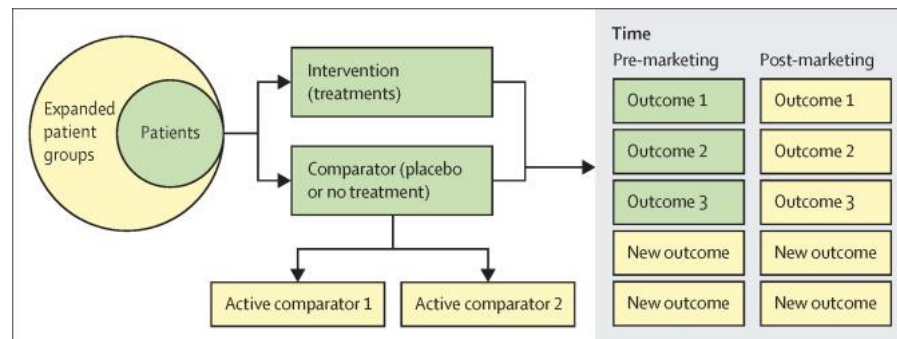 Expanded
patient
groups
Patients
Intervention
(treatments)
Comparator (placebo
or no treatment)
Active comparator 1
Active comparator 2
Time
Pre-marketing
Post-marketing
Outcome 1
Outcome 1
Outcome 2
Outcome 2
Outcome 3
Outcome 3
New outcome
New outcome
New outcome
New outcome